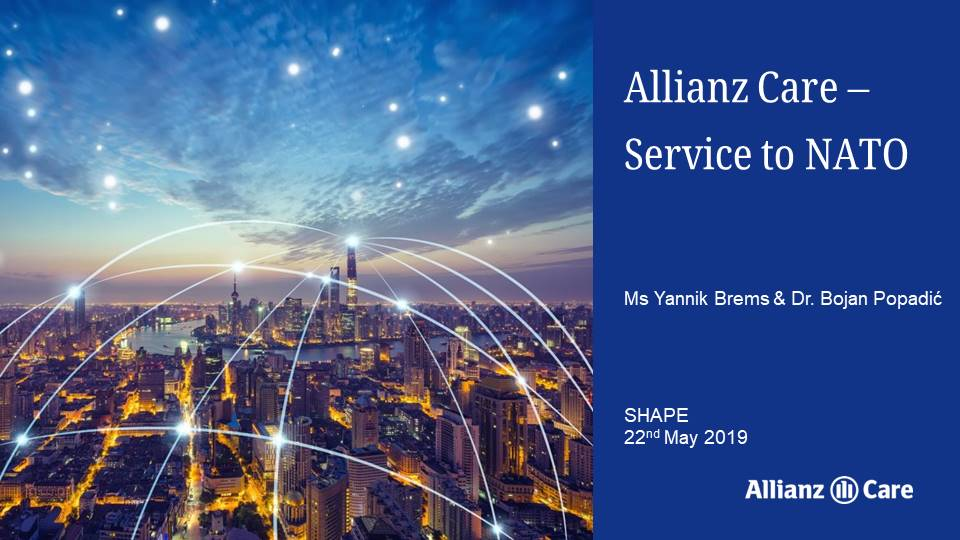 Allianz Care –
Service to NATO
Ms Yannik Brems & Dr. Bojan Popadić
SHAPE
22nd May 2019
Allianz Care